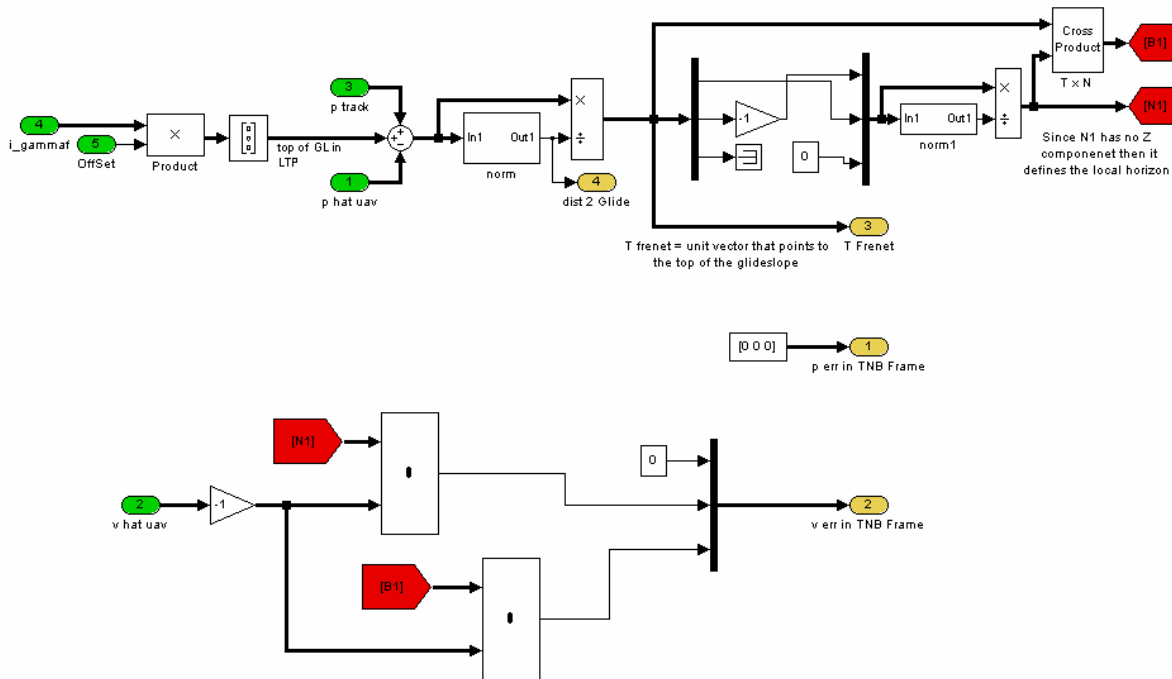 Cross
Product
T x N
[B1]
3
p track
4
i_gammaf
5
OffSet
×
Product
top of GL in
LTP
+
+
−
1
p hat uav
In1
Out1
norm
×
÷
4
dist 2 Glide
-1
0
In1
Out1
norm1
×
÷
[N1]
Since N1 has no Z
componenet then it
defines the local horizon
T frenet = unit vector that points to
the top of the glideslope
3
T Frenet
[0 0 0]
1
p err in TNB Frame
[N1]
0
2
v hat uav
-1
2
v err in TNB Frame
[B1]